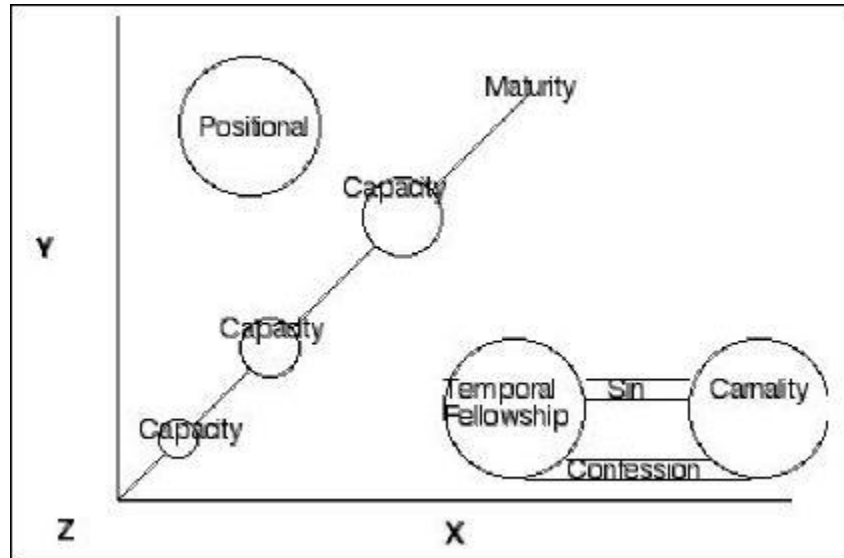 Maturity
Positional
Capacity
Y
Capacity
Temporal
Fellowship
Sin
Carnality
Capacity
Confession
Z
X